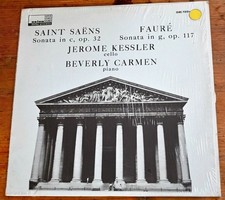 SAINT SAËNS
Sonata in c, op. 32
FAURÉ
Sonata in g, op. 117
JEROME KESSLER
cello
BEVERLY CARMEN
piano